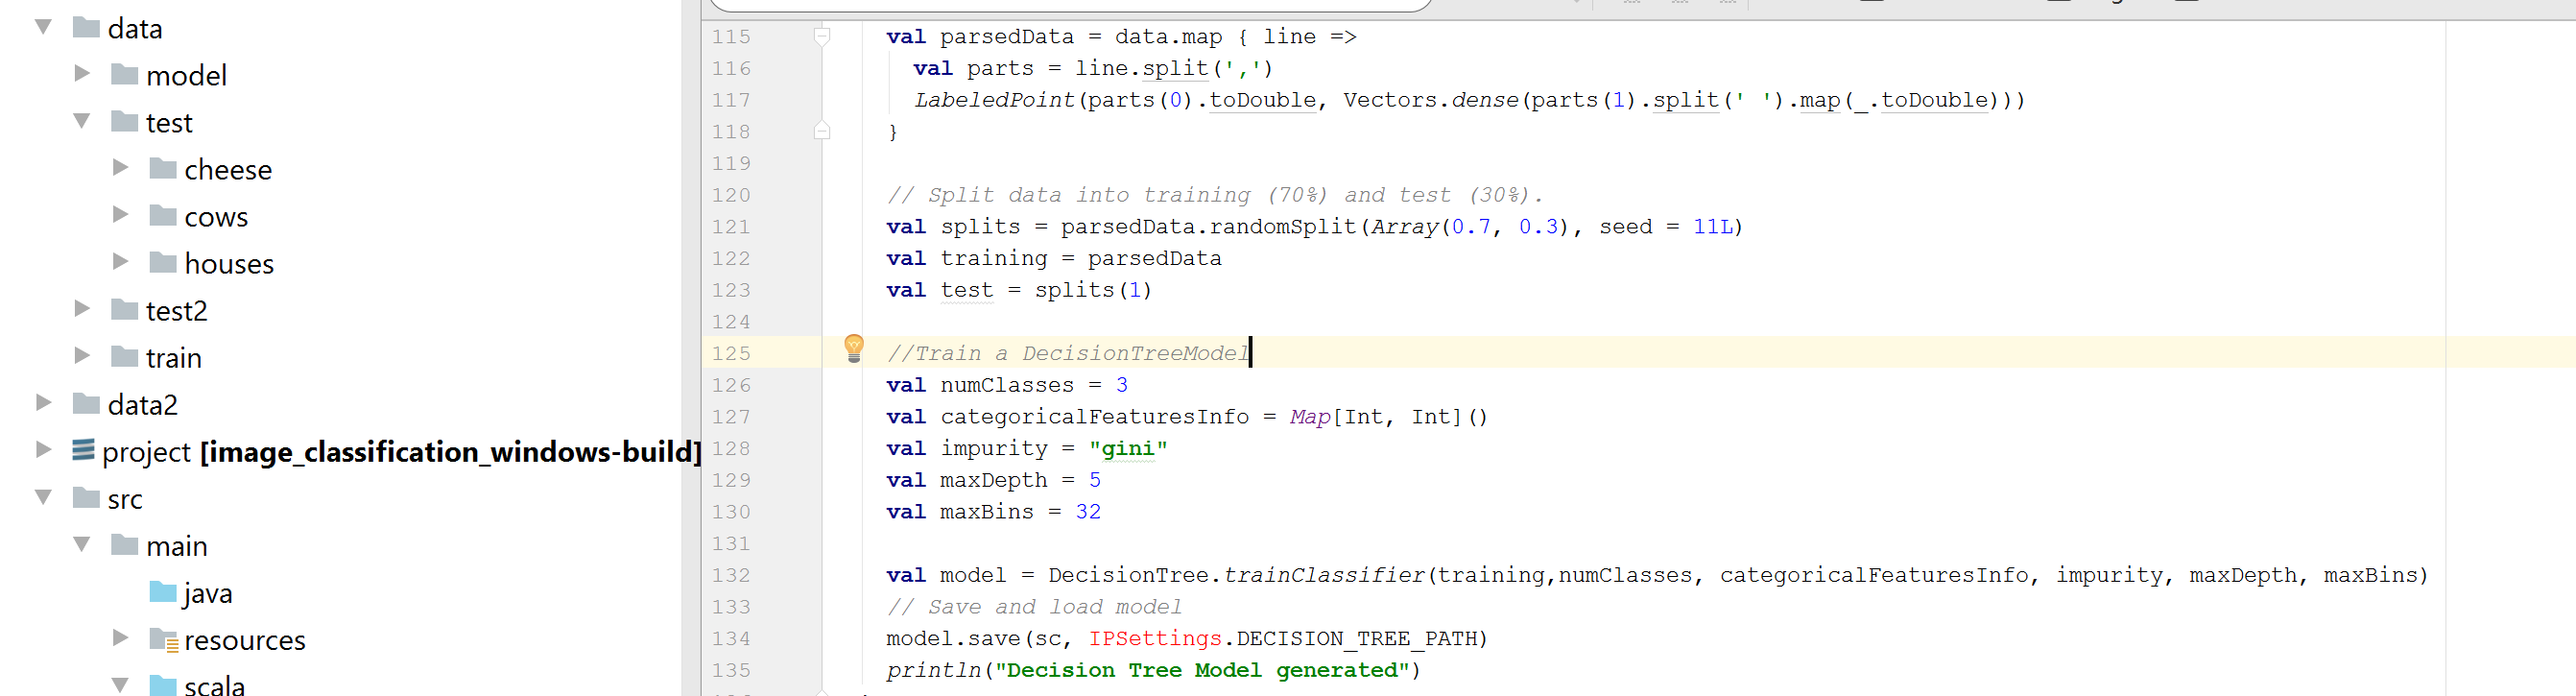 data
model
test
cheese
cows
houses
test2
train
data2
project [image_classification_windows-build]
src
main
java
resources
scala
115 val parsedData = data.map { line =>
116 val parts = line.split(',')
117 LabeledPoint(parts(0).toDouble, Vectors.dense(parts(1).split(' ').map(_.toDouble)))
118 }
119
120 // Split data into training (70%) and test (30%).
121 val splits = parsedData.randomSplit(Array(0.7, 0.3), seed = 11L)
122 val training = parsedData
123 val test = splits(1)
124
125 //Train a DecisionTreeModel
126 val numClasses = 3
127 val categoricalFeaturesInfo = Map[Int, Int]()
128 val impurity = "gini"
129 val maxDepth = 5
130 val maxBins = 32
131
132 val model = DecisionTree.trainClassifier(training,numClasses, categoricalFeaturesInfo, impurity, maxDepth, maxBins)
133 // Save and load model
134 model.save(sc, IPSettings.DECISION_TREE_PATH)
135 println("Decision Tree Model generated")